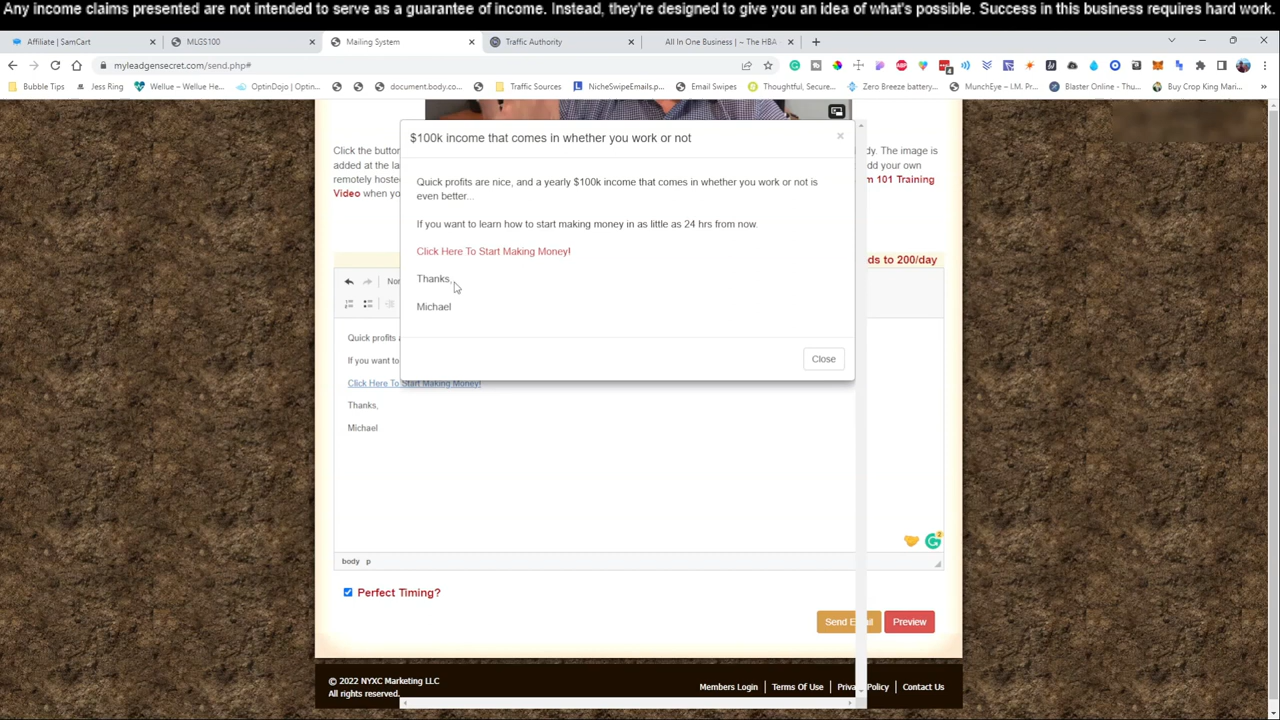 Any income claims presented are not intended to serve as a guarantee of income. Instead, they're designed to give you an idea of what's possible. Success in this business requires hard work.
Affiliate | SamCart
MLGS100
Mailing System
Traffic Authority
All In One Business | ~ The HBA
myleadgensecret.com/send.php#
Bubble Tips
Jess Ring
Wellue – Wellue He...
OptinDojo | Optin...
document.body.co...
Traffic Sources
NicheSwipeEmails.p...
Email Swipes
Thoughtful, Secure...
Zero Breeze battery...
MunchEye – I.M. Pr...
Blaster Online - Thu...
Buy Crop King Mari...
$100k income that comes in whether you work or not
Click the button
dy. The image is
added at the la
dd your own
remotely hoste
m 101 Training
Video when yo
Quick profits are nice, and a yearly $100k income that comes in whether you work or not is
even better...
If you want to learn how to start making money in as little as 24 hrs from now.
Click Here To Start Making Money!
Thanks,
Michael
Close
ds to 200/day
Nor
Quick profits a
If you want to
Click Here To Start Making Money!
Thanks,
Michael
body p
Perfect Timing?
Send E il
Preview
© 2022 NYXC Marketing LLC
All rights reserved.
Members Login | Terms Of Use | Priva Policy | Contact Us